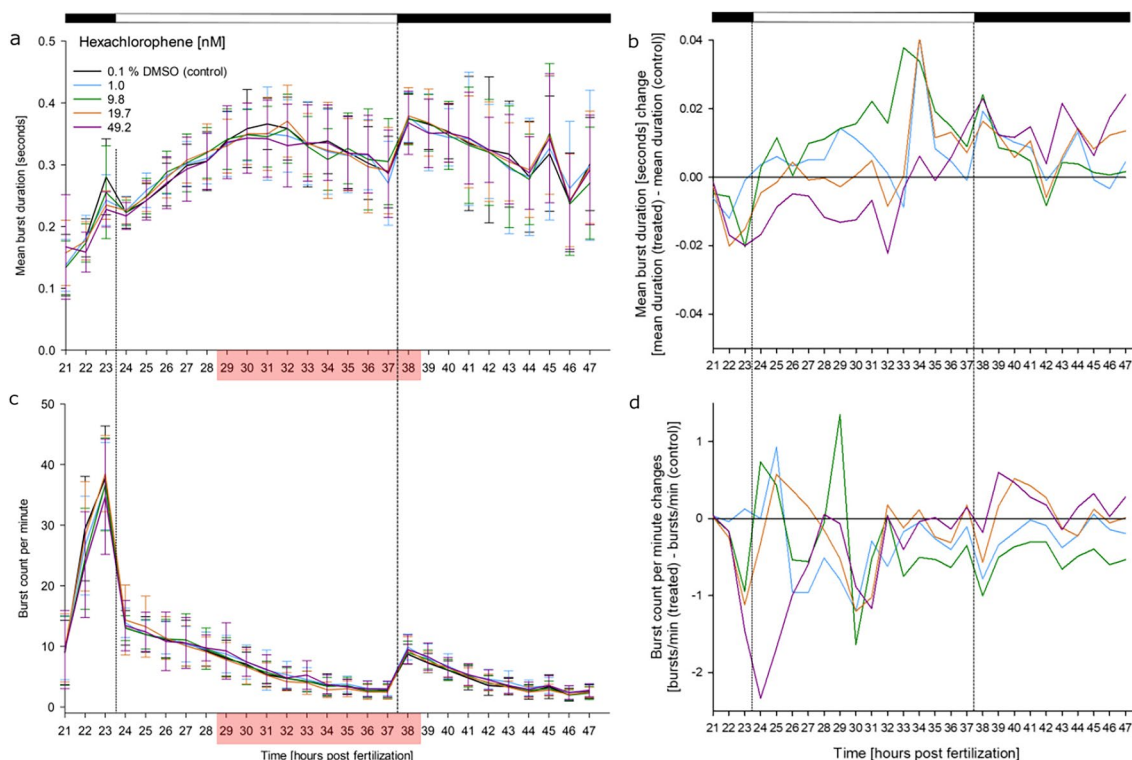 a
Hexachlorophene [nM]
0.1 % DMSO (control)
1.0
9.8
19.7
49.2
Mean burst duration [seconds]
0.5
0.4
0.3
0.2
0.1
0.0
21 22 23 24 25 26 27 28 29 30 31 32 33 34 35 36 37 38 39 40 41 42 43 44 45 46 47
b
Mean burst duration [seconds] change
[mean duration (treated) - mean duration (control)]
0.04
0.02
0.00
-0.02
-0.04
21 22 23 24 25 26 27 28 29 30 31 32 33 34 35 36 37 38 39 40 41 42 43 44 45 46 47
c
Burst count per minute
50
40
30
20
10
0
21 22 23 24 25 26 27 28 29 30 31 32 33 34 35 36 37 38 39 40 41 42 43 44 45 46 47
Time [hours post fertilization]
d
Burst count per minute changes
[bursts/min (treated) - bursts/min (control)]
1
0
-1
-2
21 22 23 24 25 26 27 28 29 30 31 32 33 34 35 36 37 38 39 40 41 42 43 44 45 46 47
Time [hours post fertilization]